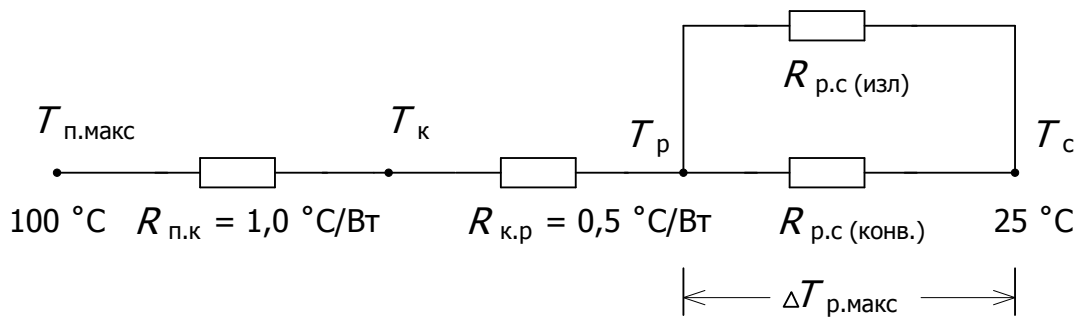 R р.с (изл)
T п.макс
T к
T р
T с
100 °C
R п.к = 1,0 °C/Вт
R к.р = 0,5 °C/Вт
R р.с (конв.)
25 °C
ΔT р.макс